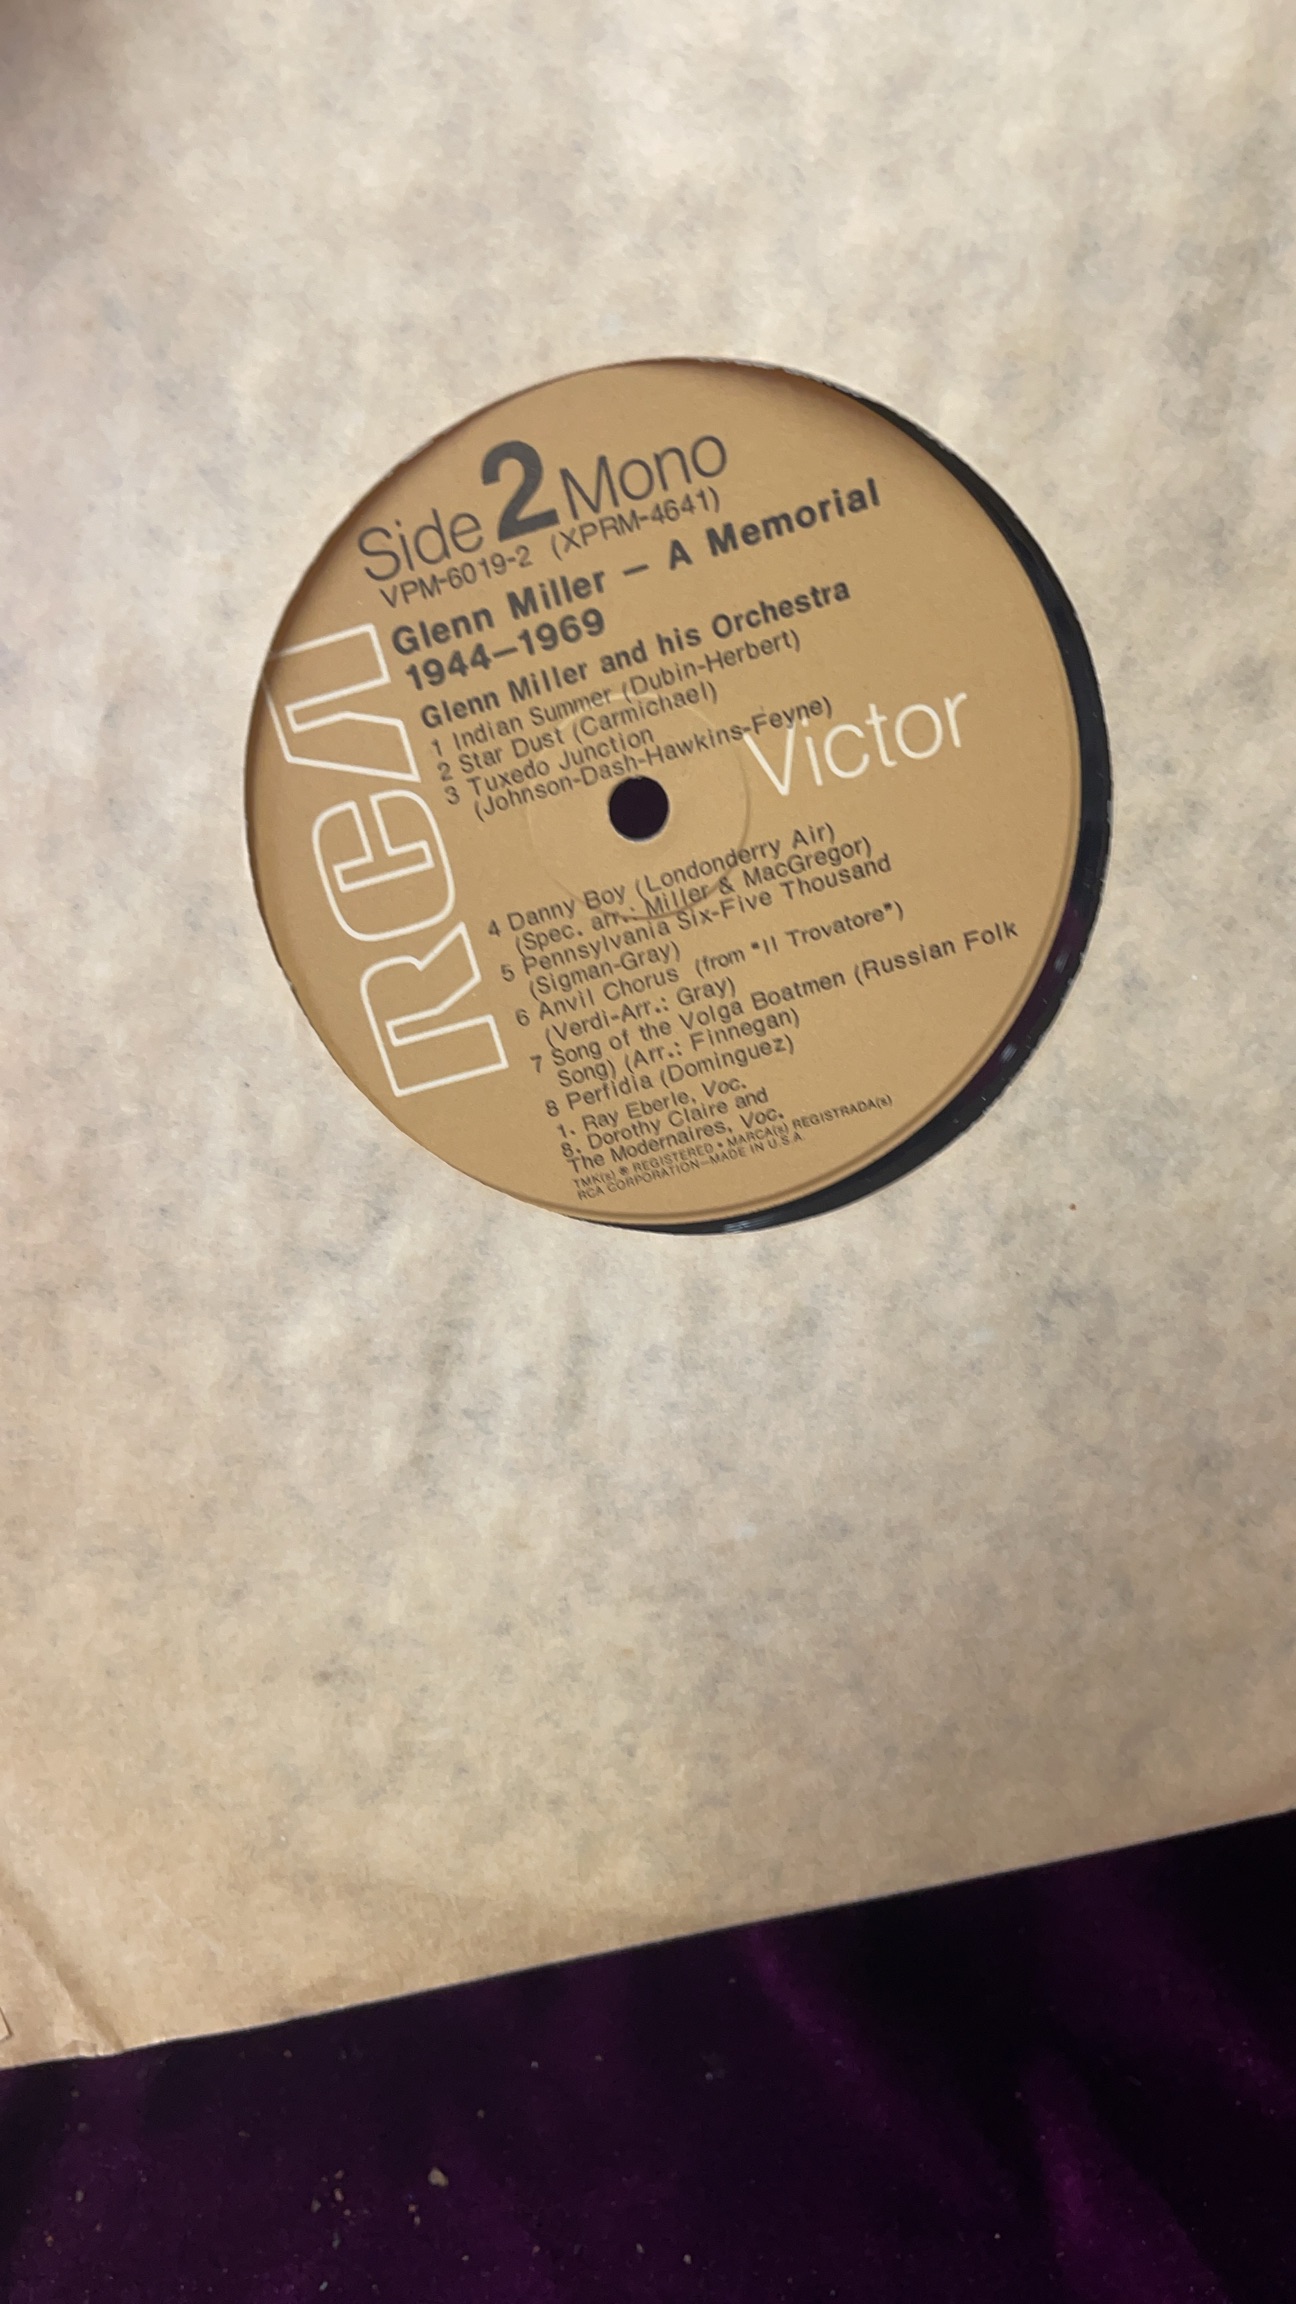 Side 2 Mono
VPM-6019-2 (XPRM-4641)
Glenn Miller – A Memorial
1944–1969
Glenn Miller and his Orchestra
1 Indian Summer (Dubin-Herbert)
2 Star Dust (Carmichael)
3 Tuxedo Junction
(Johnson-Dash-Hawkins-Feyne)
RCA
Victor
4 Danny Boy (Londonderry Air)
(Spec. arr.: Miller & MacGregor)
5 Pennsylvania Six-Five Thousand
(Sigman-Gray)
6 Anvil Chorus (from "Il Trovatore")
(Verdi-Arr.: Gray)
7 Song of the Volga Boatmen (Russian Folk
Song) (Arr.: Finnegan)
8 Perfidia (Dominguez)
1. Ray Eberle, Voc.
8. Dorothy Claire and
The Modernaires, Voc.
TMK(s) ® REGISTERED • MARCA(s) REGISTRADA(s)
RCA CORPORATION—MADE IN U.S.A.